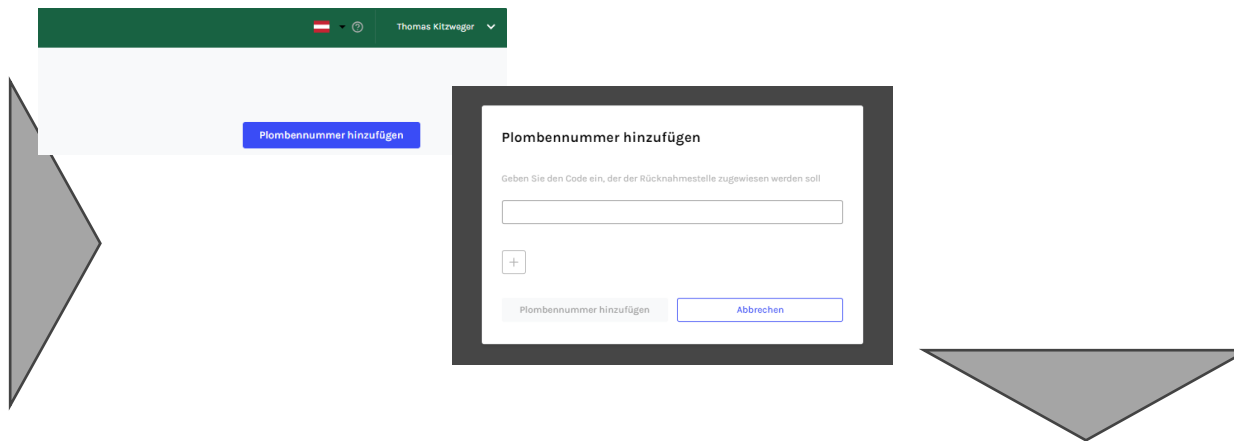 Thomas Kitzweger
Plombennummer hinzufügen
Plombennummer hinzufügen
Geben Sie den Code ein, der der Rücknahmestelle zugewiesen werden soll
+
Plombennummer hinzufügen
Abbrechen